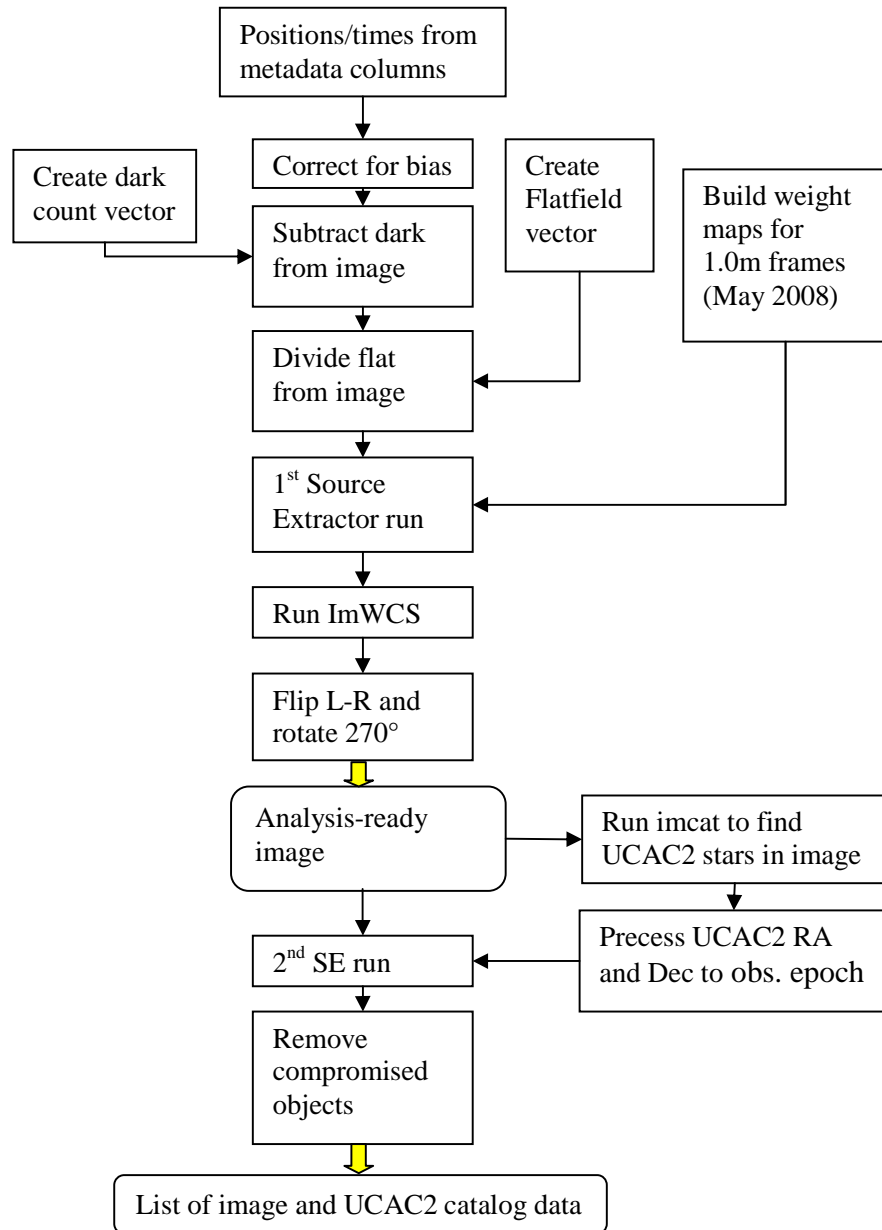 Positions/times from
metadata columns
Correct for bias
Create dark
count vector
Create
Flatfield
vector
Build weight
maps for
1.0m frames
(May 2008)
Subtract dark
from image
Divide flat
from image
1st Source
Extractor run
Run ImWCS
Flip L-R and
rotate 270°
Analysis-ready
image
Run imcat to find
UCAC2 stars in image
Precess UCAC2 RA
and Dec to obs. epoch
2nd SE run
Remove
compromised
objects
List of image and UCAC2 catalog data